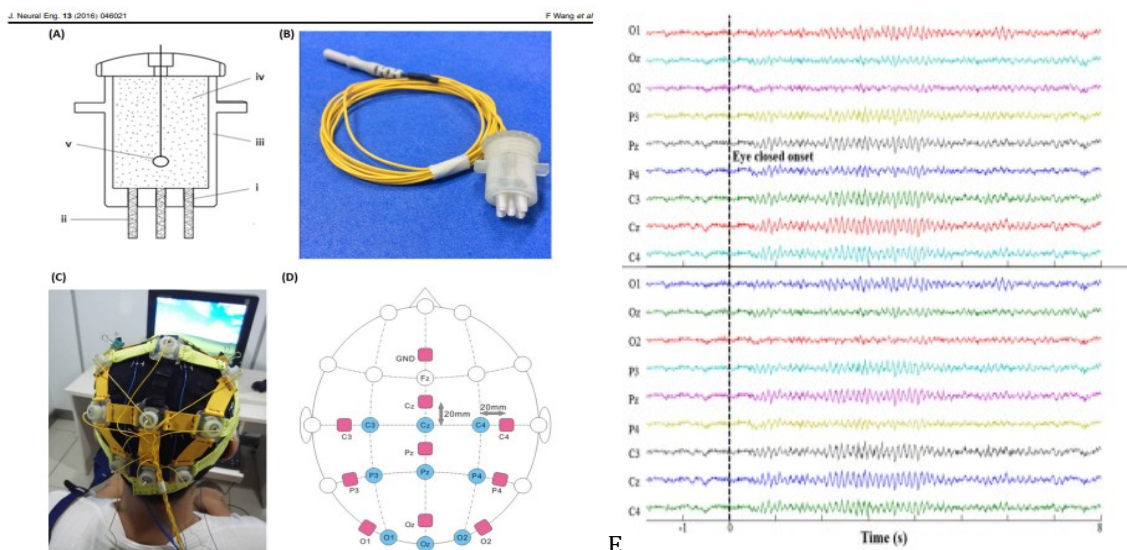 J. Neural Eng. 13 (2016) 046021
F Wang et al
(A)
iv
iii
v
i
ii
(B)
(C)
(D)
GND
Fz
Cz
20mm
20mm
C3
Cz
C4
C3
C4
Pz
P3
Pz
P4
P3
P4
Oz
O1
O2
O1
Oz
O2
E
O1
Oz
O2
P3
Pz
Eye closed onset
P4
C3
Cz
C4
O1
Oz
O2
P3
Pz
P4
C3
Cz
C4
-1
0
8
Time (s)